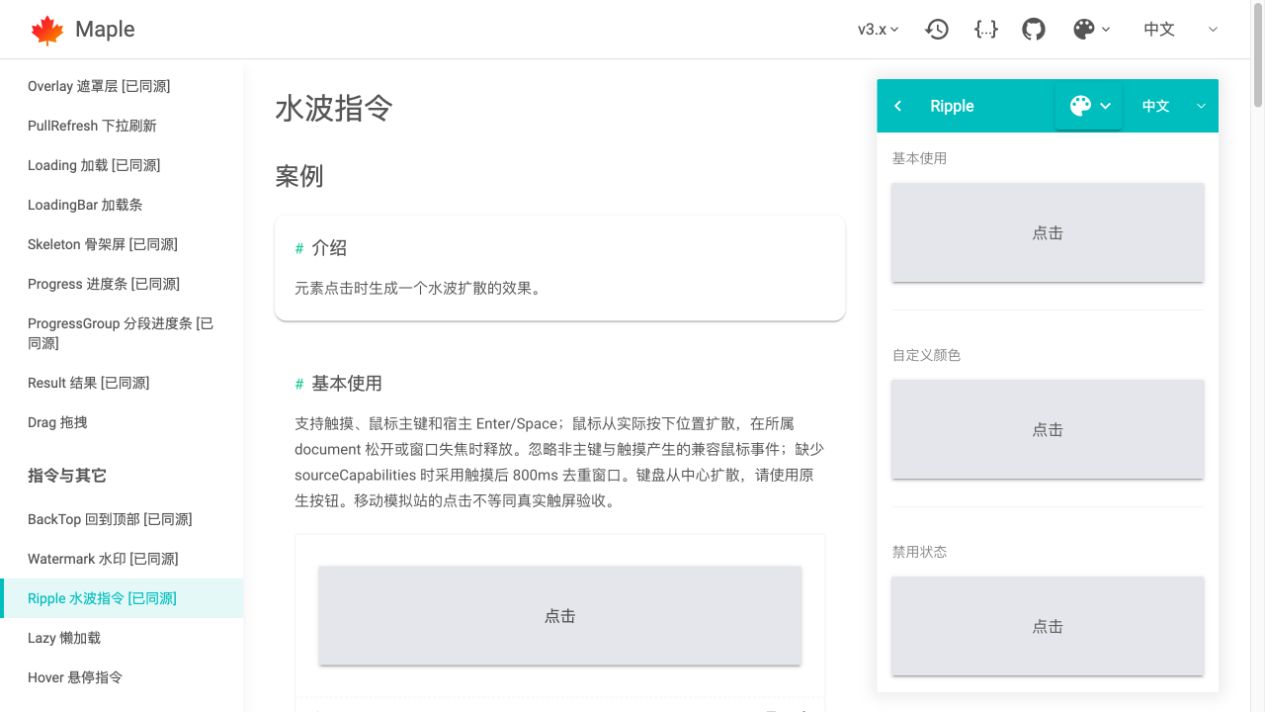 Maple
v3.x
{...}
中文
Overlay 遮罩层 [已同源]
PullRefresh 下拉刷新
Loading 加载 [已同源]
LoadingBar 加载条
Skeleton 骨架屏 [已同源]
Progress 进度条 [已同源]
ProgressGroup 分段进度条 [已
同源]
Result 结果 [已同源]
Drag 拖拽
指令与其它
BackTop 回到顶部 [已同源]
Watermark 水印 [已同源]
Ripple 水波指令 [已同源]
Lazy 懒加载
Hover 悬停指令
水波指令
案例
# 介绍
元素点击时生成一个水波扩散的效果。
# 基本使用
支持触摸、鼠标主键和宿主 Enter/Space；鼠标从实际按下位置扩散，在所属
document 松开或窗口失焦时释放。忽略非主键与触摸产生的兼容鼠标事件；缺少
sourceCapabilities 时采用触摸后 800ms 去重窗口。键盘从中心扩散，请使用原
生按钮。移动模拟站的点击不等同真实触屏验收。
点击
Ripple
中文
基本使用
点击
自定义颜色
点击
禁用状态
点击